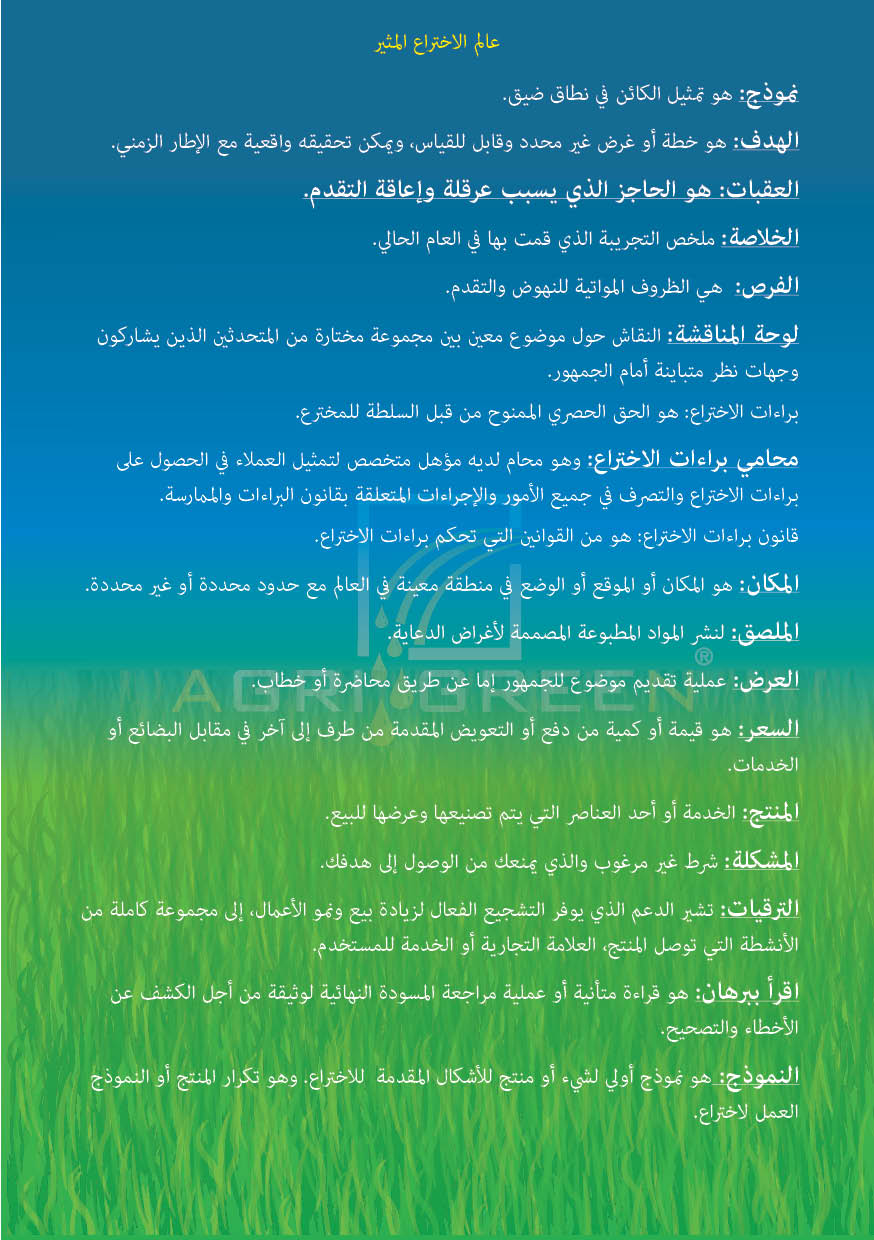 عالم الاختراع المثير
نموذج: هو تمثيل الكائن في نطاق ضيق.
الهدف: هو خطة أو غرض غير محدد وقابل للقياس، ويمكن تحقيقه واقعية مع الإطار الزمني.
العقبات: هو الحاجز الذي يسبب عرقلة وإعاقة التقدم.
الخلاصة: ملخص التجريبة الذي قمت بها في العام الحالي.
الفرص:  هي الظروف المواتية للنهوض والتقدم.
لوحة المناقشة: النقاش حول موضوع معين بين مجموعة مختارة من المتحدثين الذين يشاركون
وجهات نظر متباينة أمام الجمهور.
براءات الاختراع: هو الحق الحصري الممنوح من قبل السلطة للمخترع.
محامي براءات الاختراع: وهو محام لديه مؤهل متخصص لتمثيل العملاء في الحصول على
براءات الاختراع والتصرف في جميع الأمور والإجراءات المتعلقة بقانون البراءات والممارسة.
قانون براءات الاختراع: هو من القوانين التي تحكم براءات الاختراع.
المكان: هو المكان أو الموقع أو الوضع في منطقة معينة في العالم مع حدود محددة أو غير محددة.
الملصق: لنشر المواد المطبوعة المصممة لأغراض الدعاية.
AGRI GREEN®
العرض: عملية تقديم موضوع للجمهور إما عن طريق محاضرة أو خطاب.
السعر: هو قيمة أو كمية من دفع أو التعويض المقدمة من طرف إلى آخر في مقابل البضائع أو
الخدمات.
المنتج: الخدمة أو أحد العناصر التي يتم تصنيعها وعرضها للبيع.
المشكلة: شرط غير مرغوب والذي يمنعك من الوصول إلى هدفك.
الترقيات: تشير الدعم الذي يوفر التشجيع الفعال لزيادة بيع ونمو الأعمال، إلى مجموعة كاملة من
الأنشطة التي توصل المنتج، العلامة التجارية أو الخدمة للمستخدم.
اقرأ ببرهان: هو قراءة متأنية أو عملية مراجعة المسودة النهائية لوثيقة من أجل الكشف عن
الأخطاء والتصحيح.
النموذج: هو نموذج أولي لشيء أو منتج للأشكال المقدمة  للاختراع. وهو تكرار المنتج أو النموذج
العمل لاختراع.